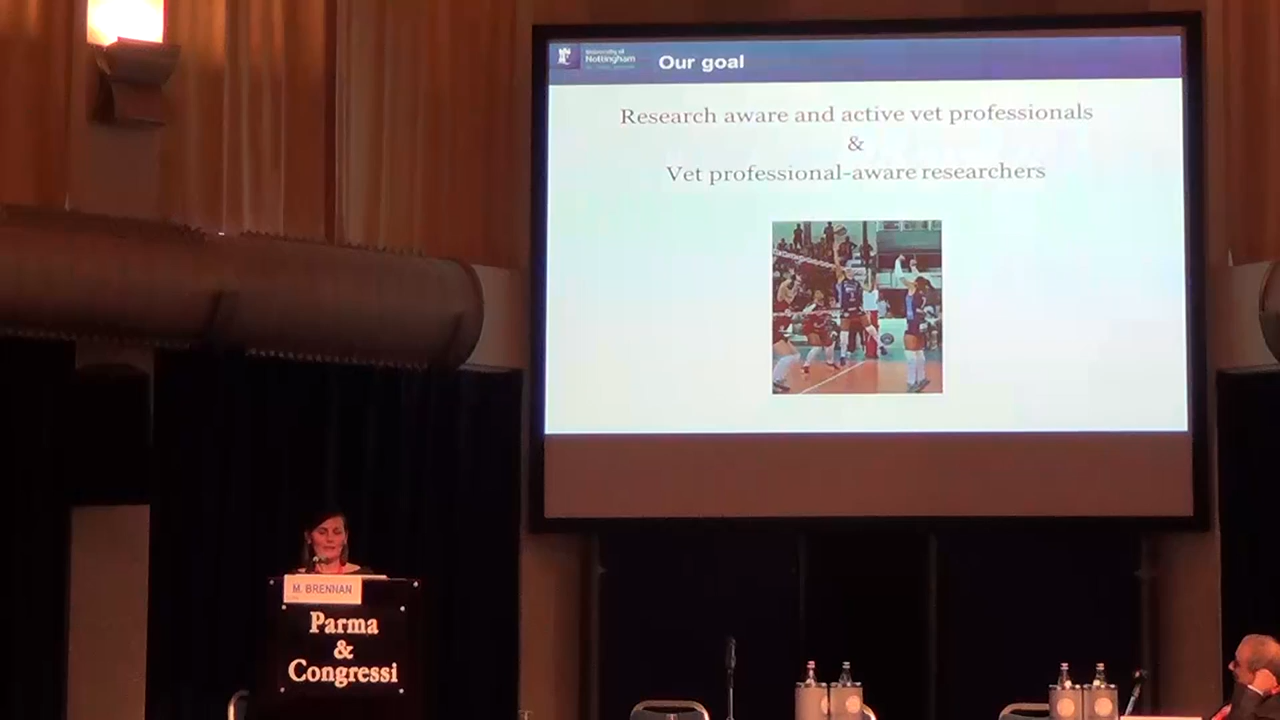 University of
Nottingham
Our goal
Research aware and active vet professionals
&
Vet professional-aware researchers
M. BRENNAN
Parma
&
Congressi